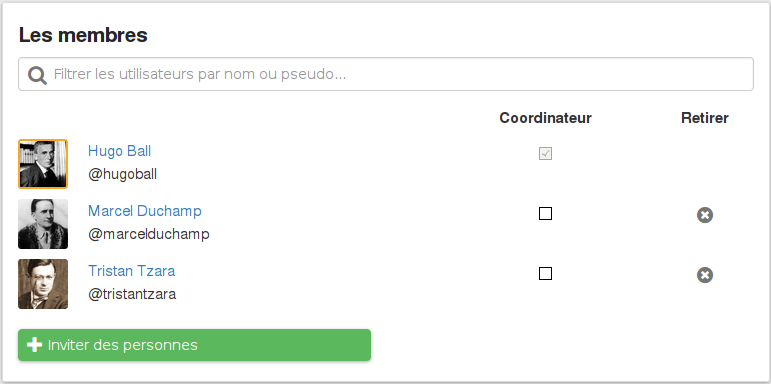 Les membres
Filtrer les utilisateurs par nom ou pseudo...
Coordinateur Retirer
Hugo Ball
@hugoball
Marcel Duchamp
@marcelduchamp
Tristan Tzara
@tristantzara
Inviter des personnes